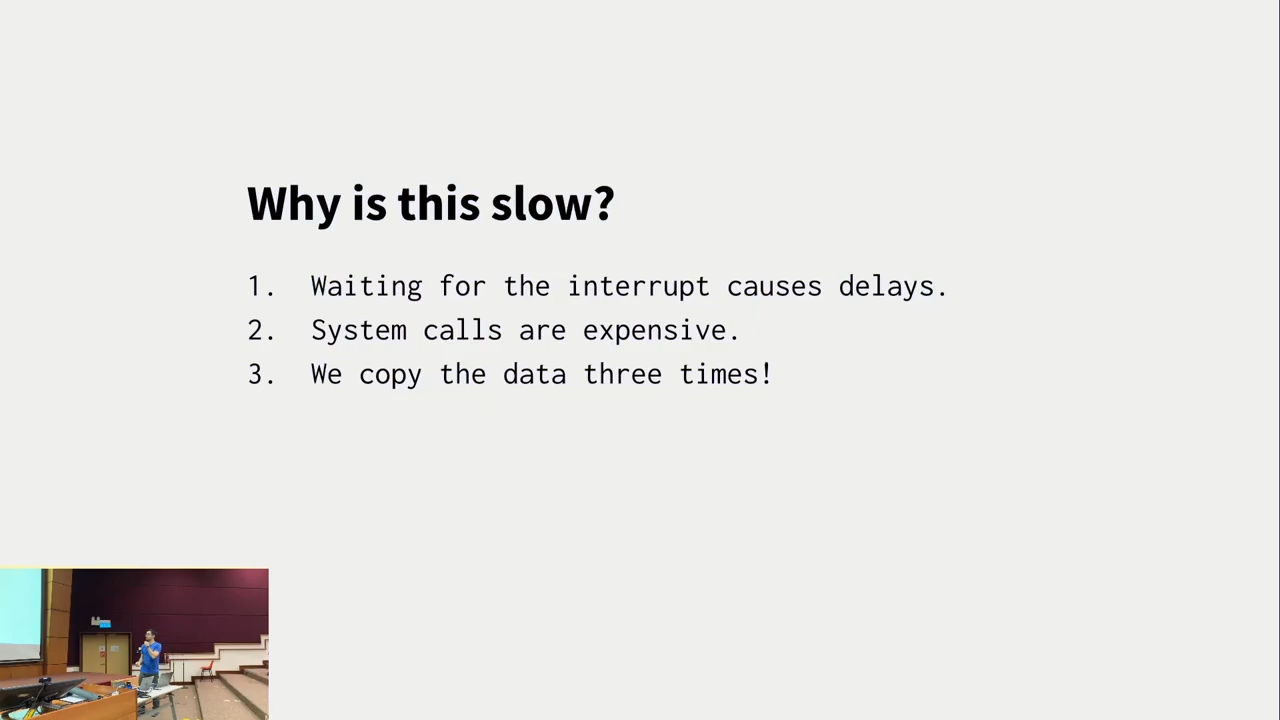 Why is this slow?
1. Waiting for the interrupt causes delays.
2. System calls are expensive.
3. We copy the data three times!